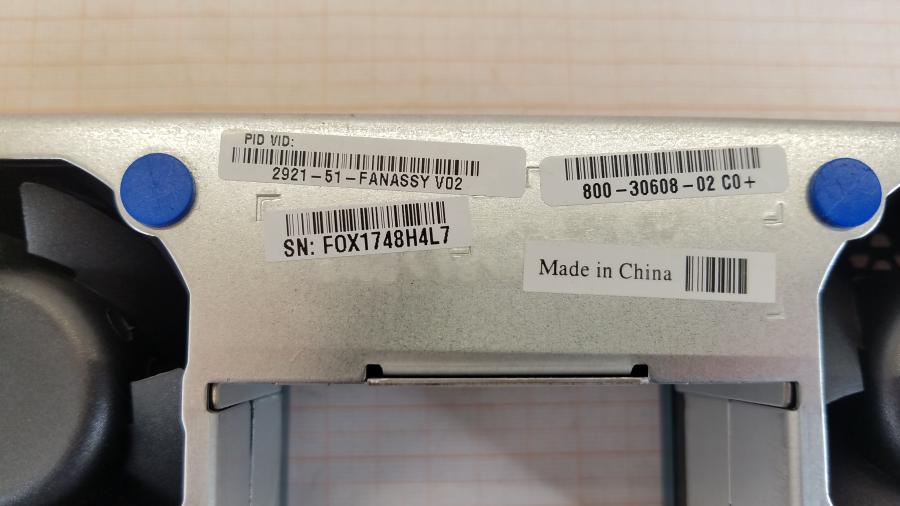 PID VID:
2921-51-FANASSY V02
800-30608-02 C0+
SN: FOX1748H4L7
Made in China